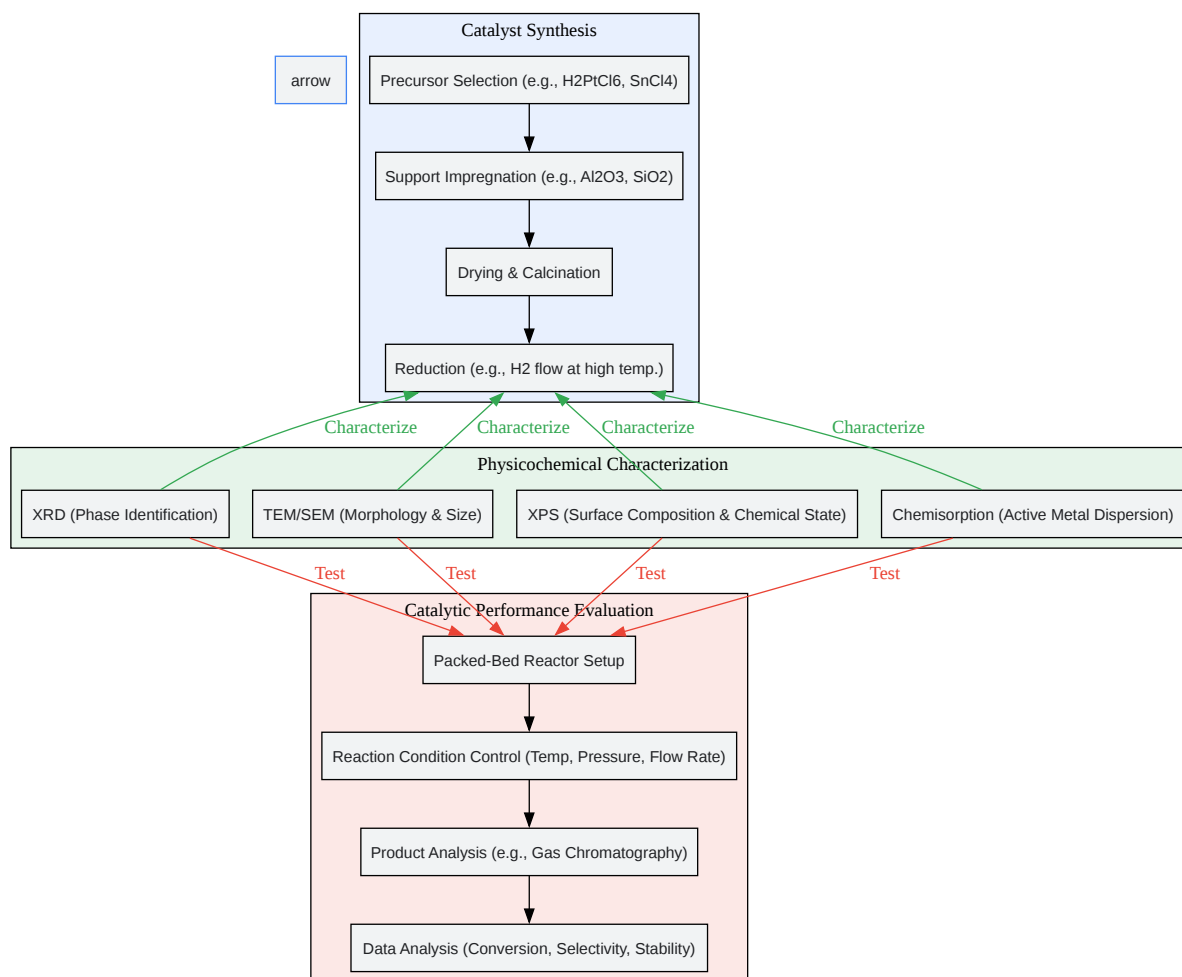 Catalyst Synthesis
arrow
Precursor Selection (e.g., H2PtCl6, SnCl4)
Support Impregnation (e.g., Al2O3, SiO2)
Drying & Calcination
Reduction (e.g., H2 flow at high temp.)
Characterize
Characterize
Characterize
Characterize
Physicochemical Characterization
XRD (Phase Identification)
TEM/SEM (Morphology & Size)
XPS (Surface Composition & Chemical State)
Chemisorption (Active Metal Dispersion)
Test
Test
Test
Test
Catalytic Performance Evaluation
Packed-Bed Reactor Setup
Reaction Condition Control (Temp, Pressure, Flow Rate)
Product Analysis (e.g., Gas Chromatography)
Data Analysis (Conversion, Selectivity, Stability)